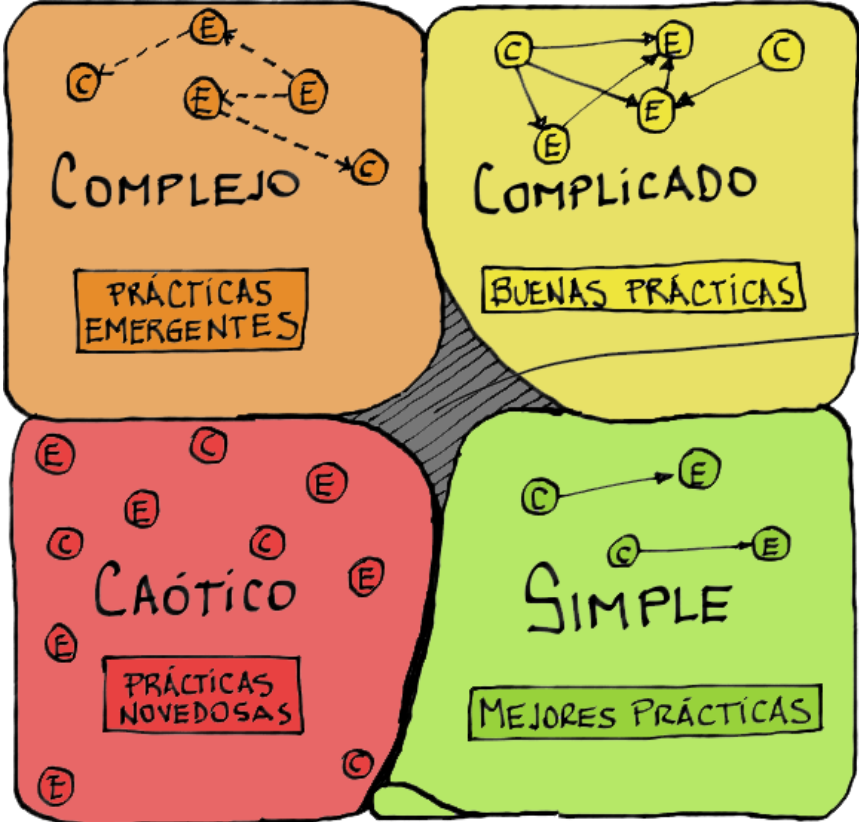 E
C
E
E
C
COMPLEJO
PRÁCTICAS
EMERGENTES
C
E
C
E
E
COMPLICADO
BUENAS PRÁCTICAS
E
C
E
E
C
C
E
CAÓTICO
E
PRÁCTICAS
NOVEDOSAS
C
E
E
C
C
E
SIMPLE
MEJORES PRÁCTICAS